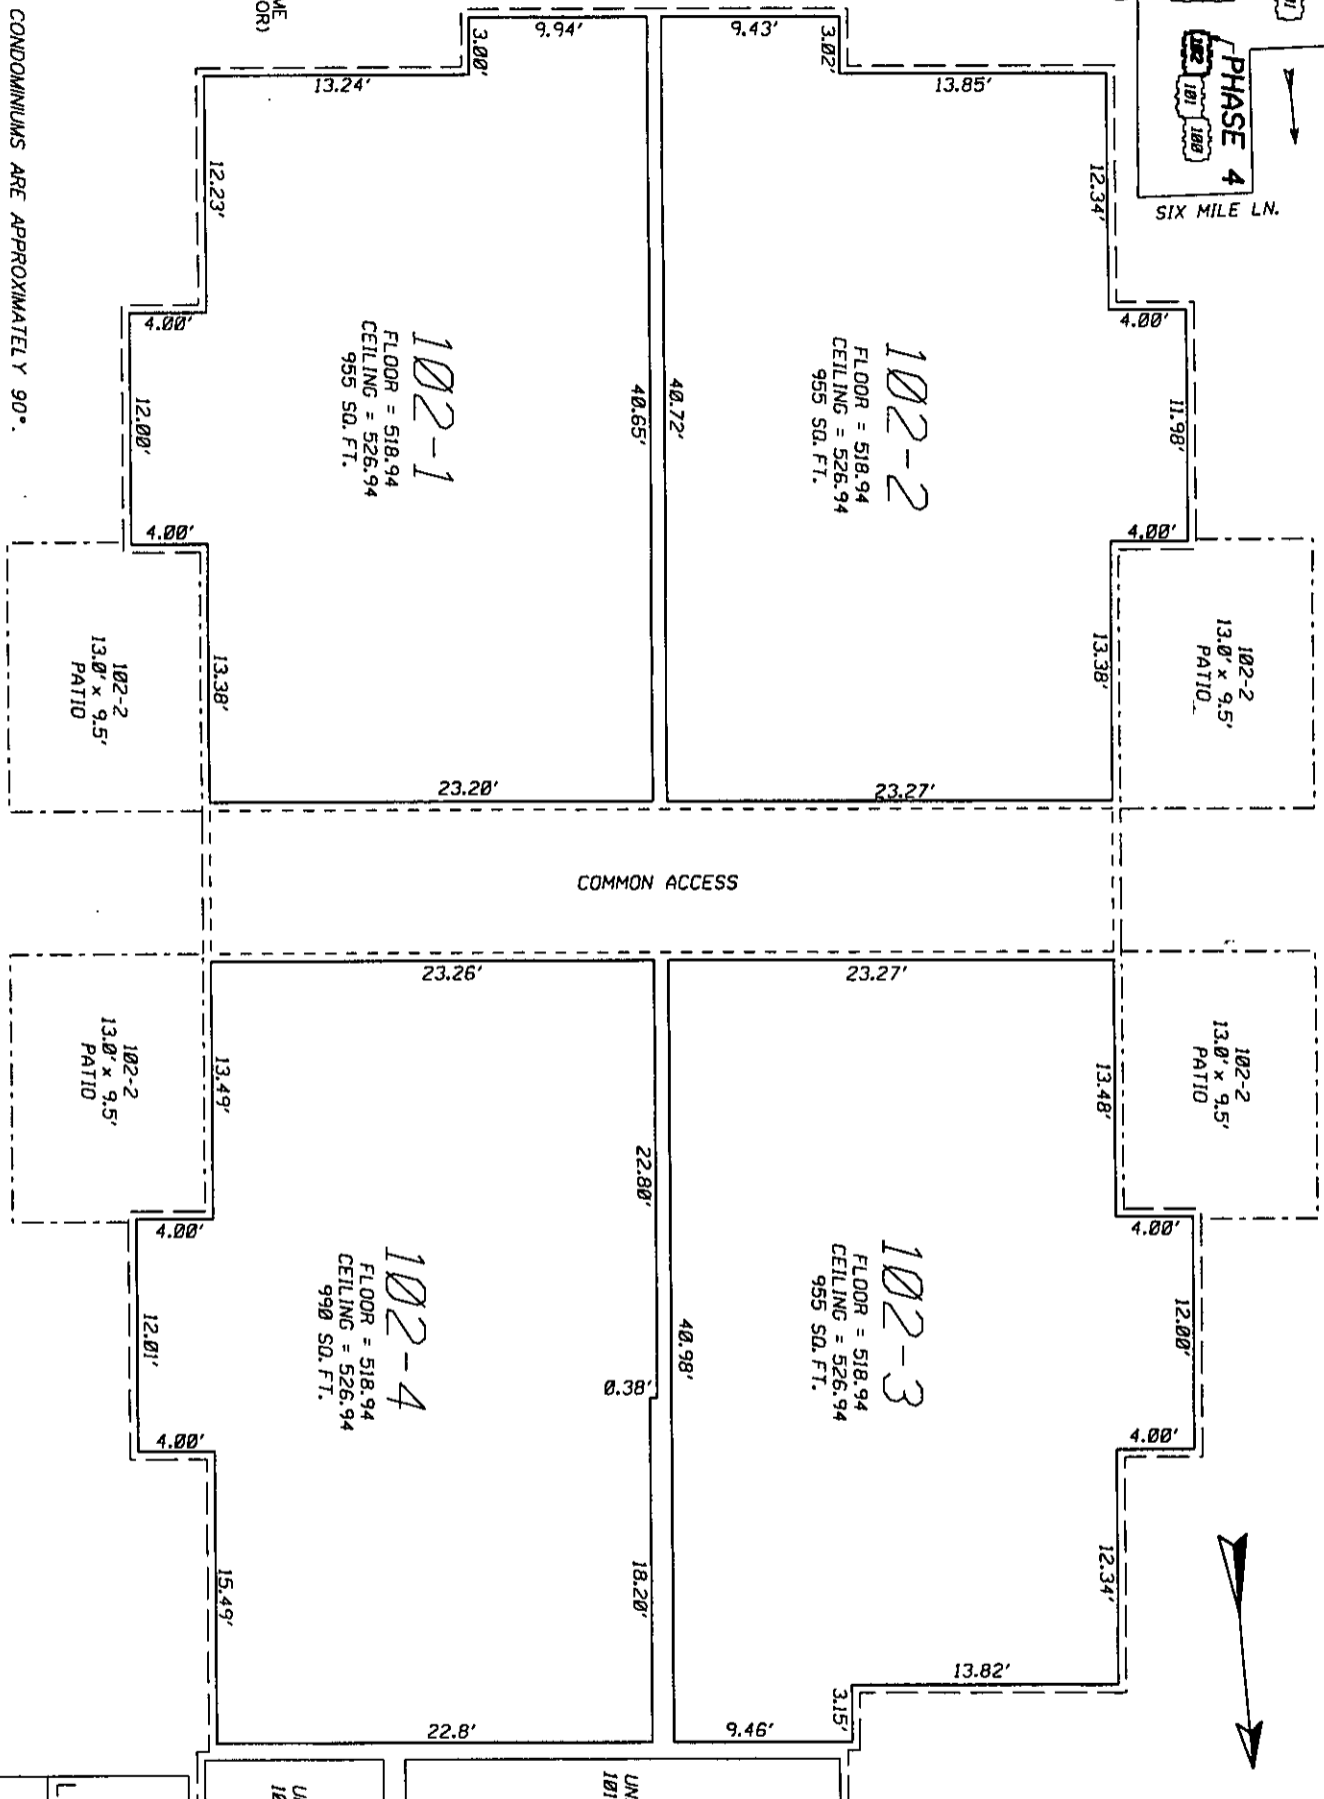 ME
OR)
CONDOMINIUMS ARE APPROXIMATELY 90°.
PHASE 4
102
101
100
SIX MILE LN.
9.94'
3.00'
13.24'
12.23'
4.00'
12.00'
4.00'
13.38'
23.20'
40.65'
102-1
FLOOR = 518.94
CEILING = 526.94
955 SQ. FT.
9.43'
3.02'
13.85'
12.34'
4.00'
11.98'
4.00'
13.38'
23.27'
40.72'
102-2
FLOOR = 518.94
CEILING = 526.94
955 SQ. FT.
102-2
13.0' x 9.5'
PATIO
102-2
13.0' x 9.5'
PATIO
COMMON ACCESS
23.26'
13.49'
4.00'
12.01'
4.00'
15.49'
22.8'
18.20'
0.38'
22.80'
102-4
FLOOR = 518.94
CEILING = 526.94
990 SQ. FT.
23.27'
13.48'
4.00'
12.00'
4.00'
12.34'
13.82'
3.15'
9.46'
40.98'
102-3
FLOOR = 518.94
CEILING = 526.94
955 SQ. FT.
102-2
13.0' x 9.5'
PATIO
102-2
13.0' x 9.5'
PATIO
UN
101